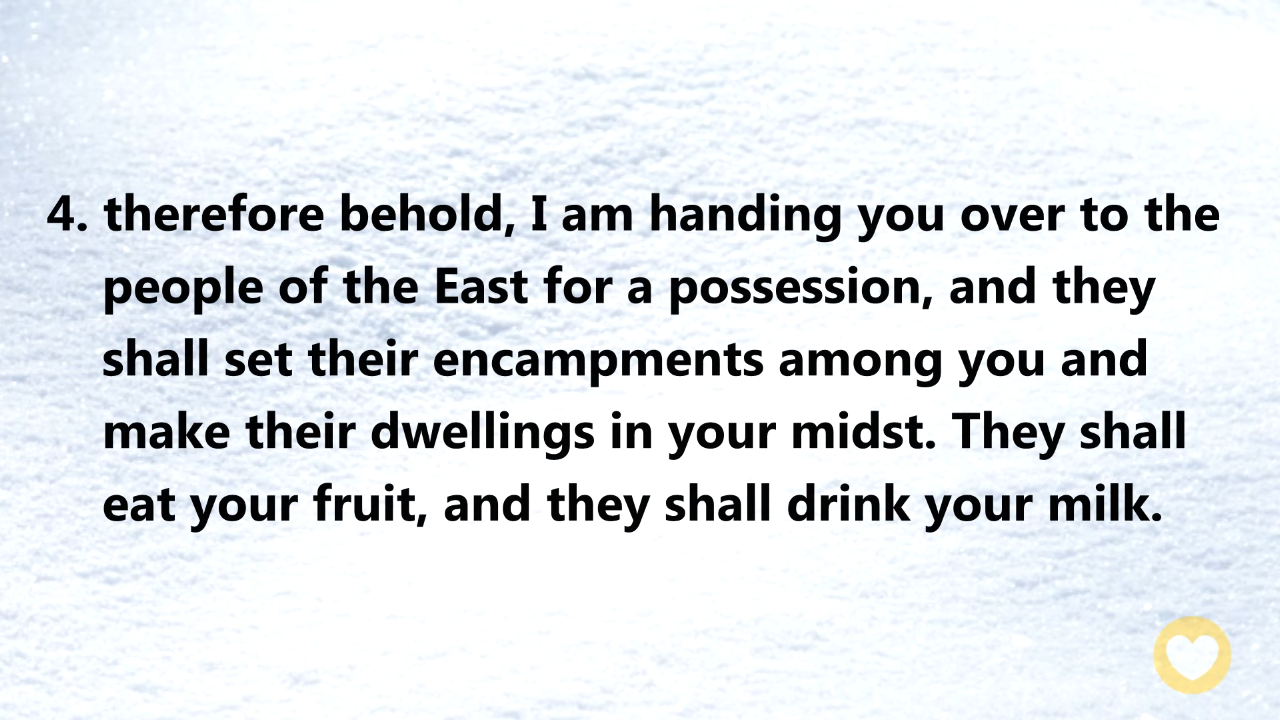 4. therefore behold, I am handing you over to the
people of the East for a possession, and they
shall set their encampments among you and
make their dwellings in your midst. They shall
eat your fruit, and they shall drink your milk.